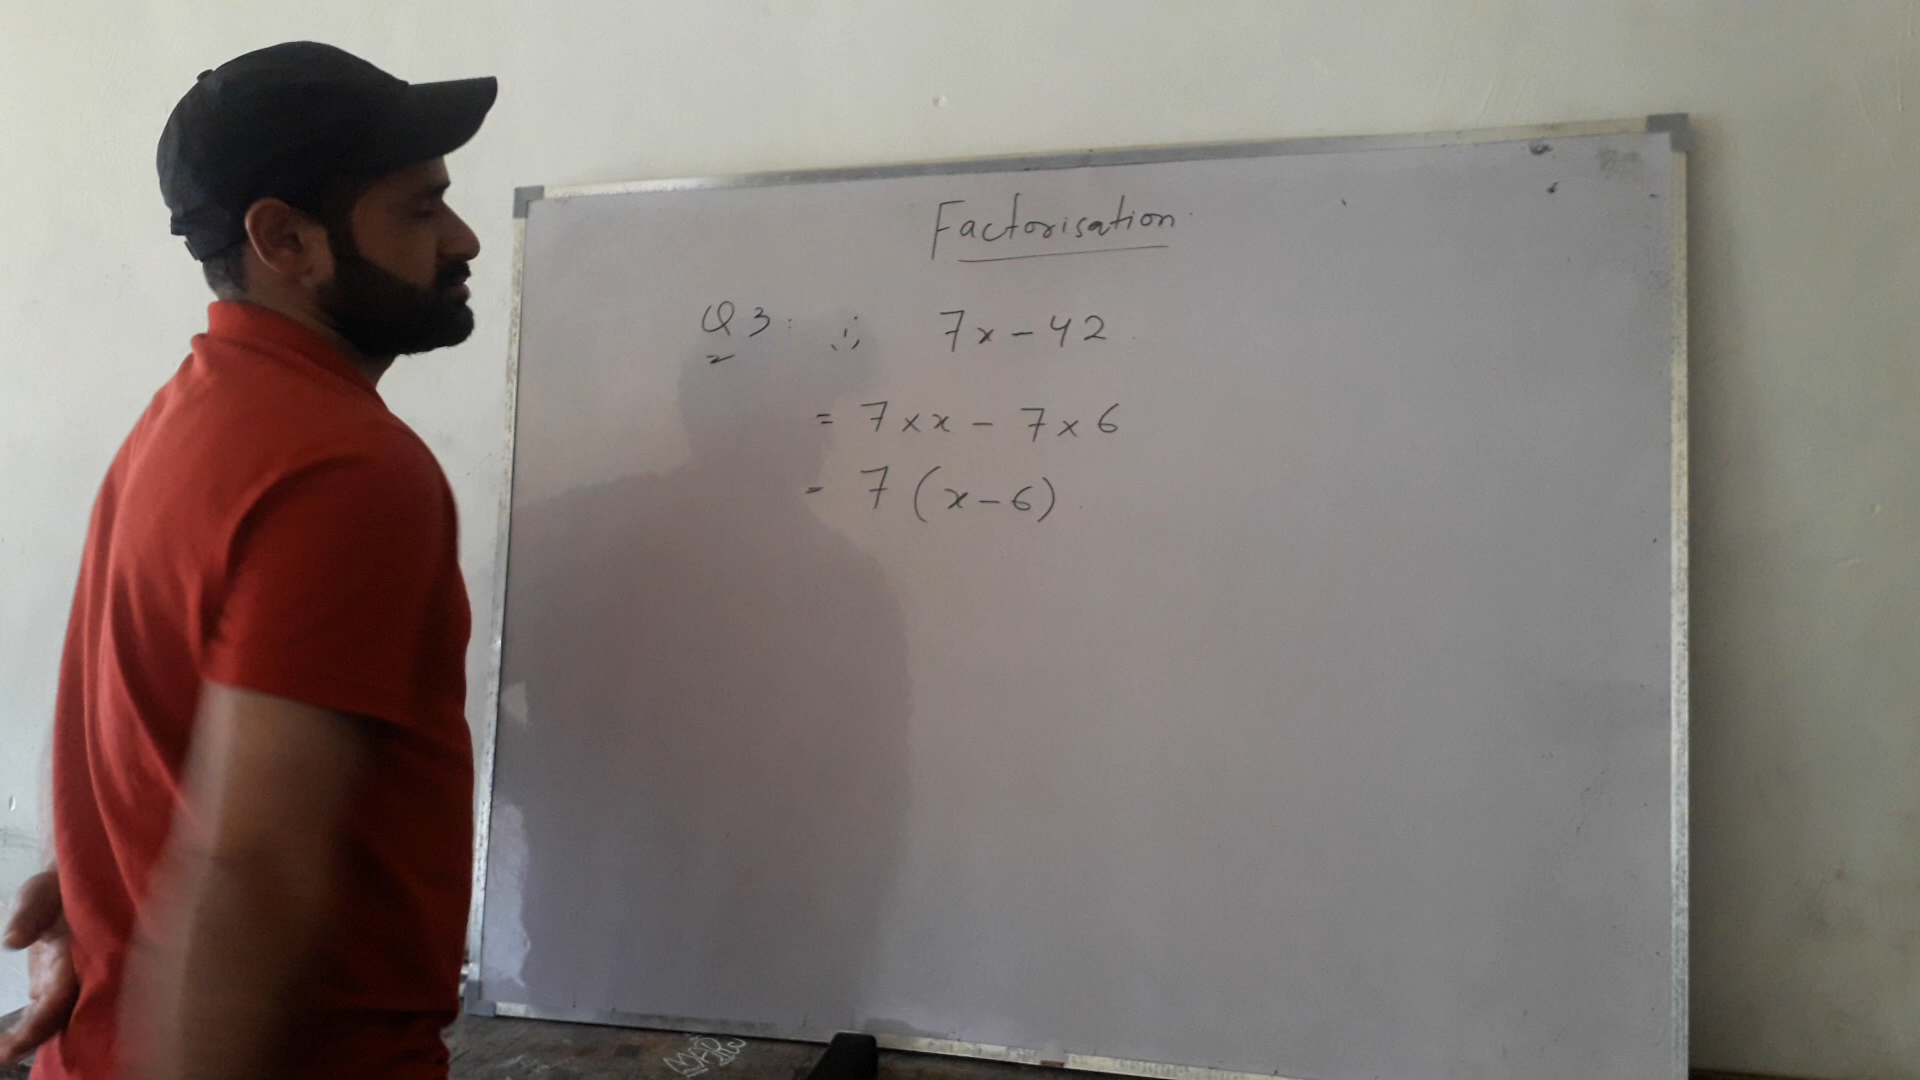 Factorisation
Q3: (i) 7x - 42
= 7 × x - 7 × 6
= 7 (x - 6)